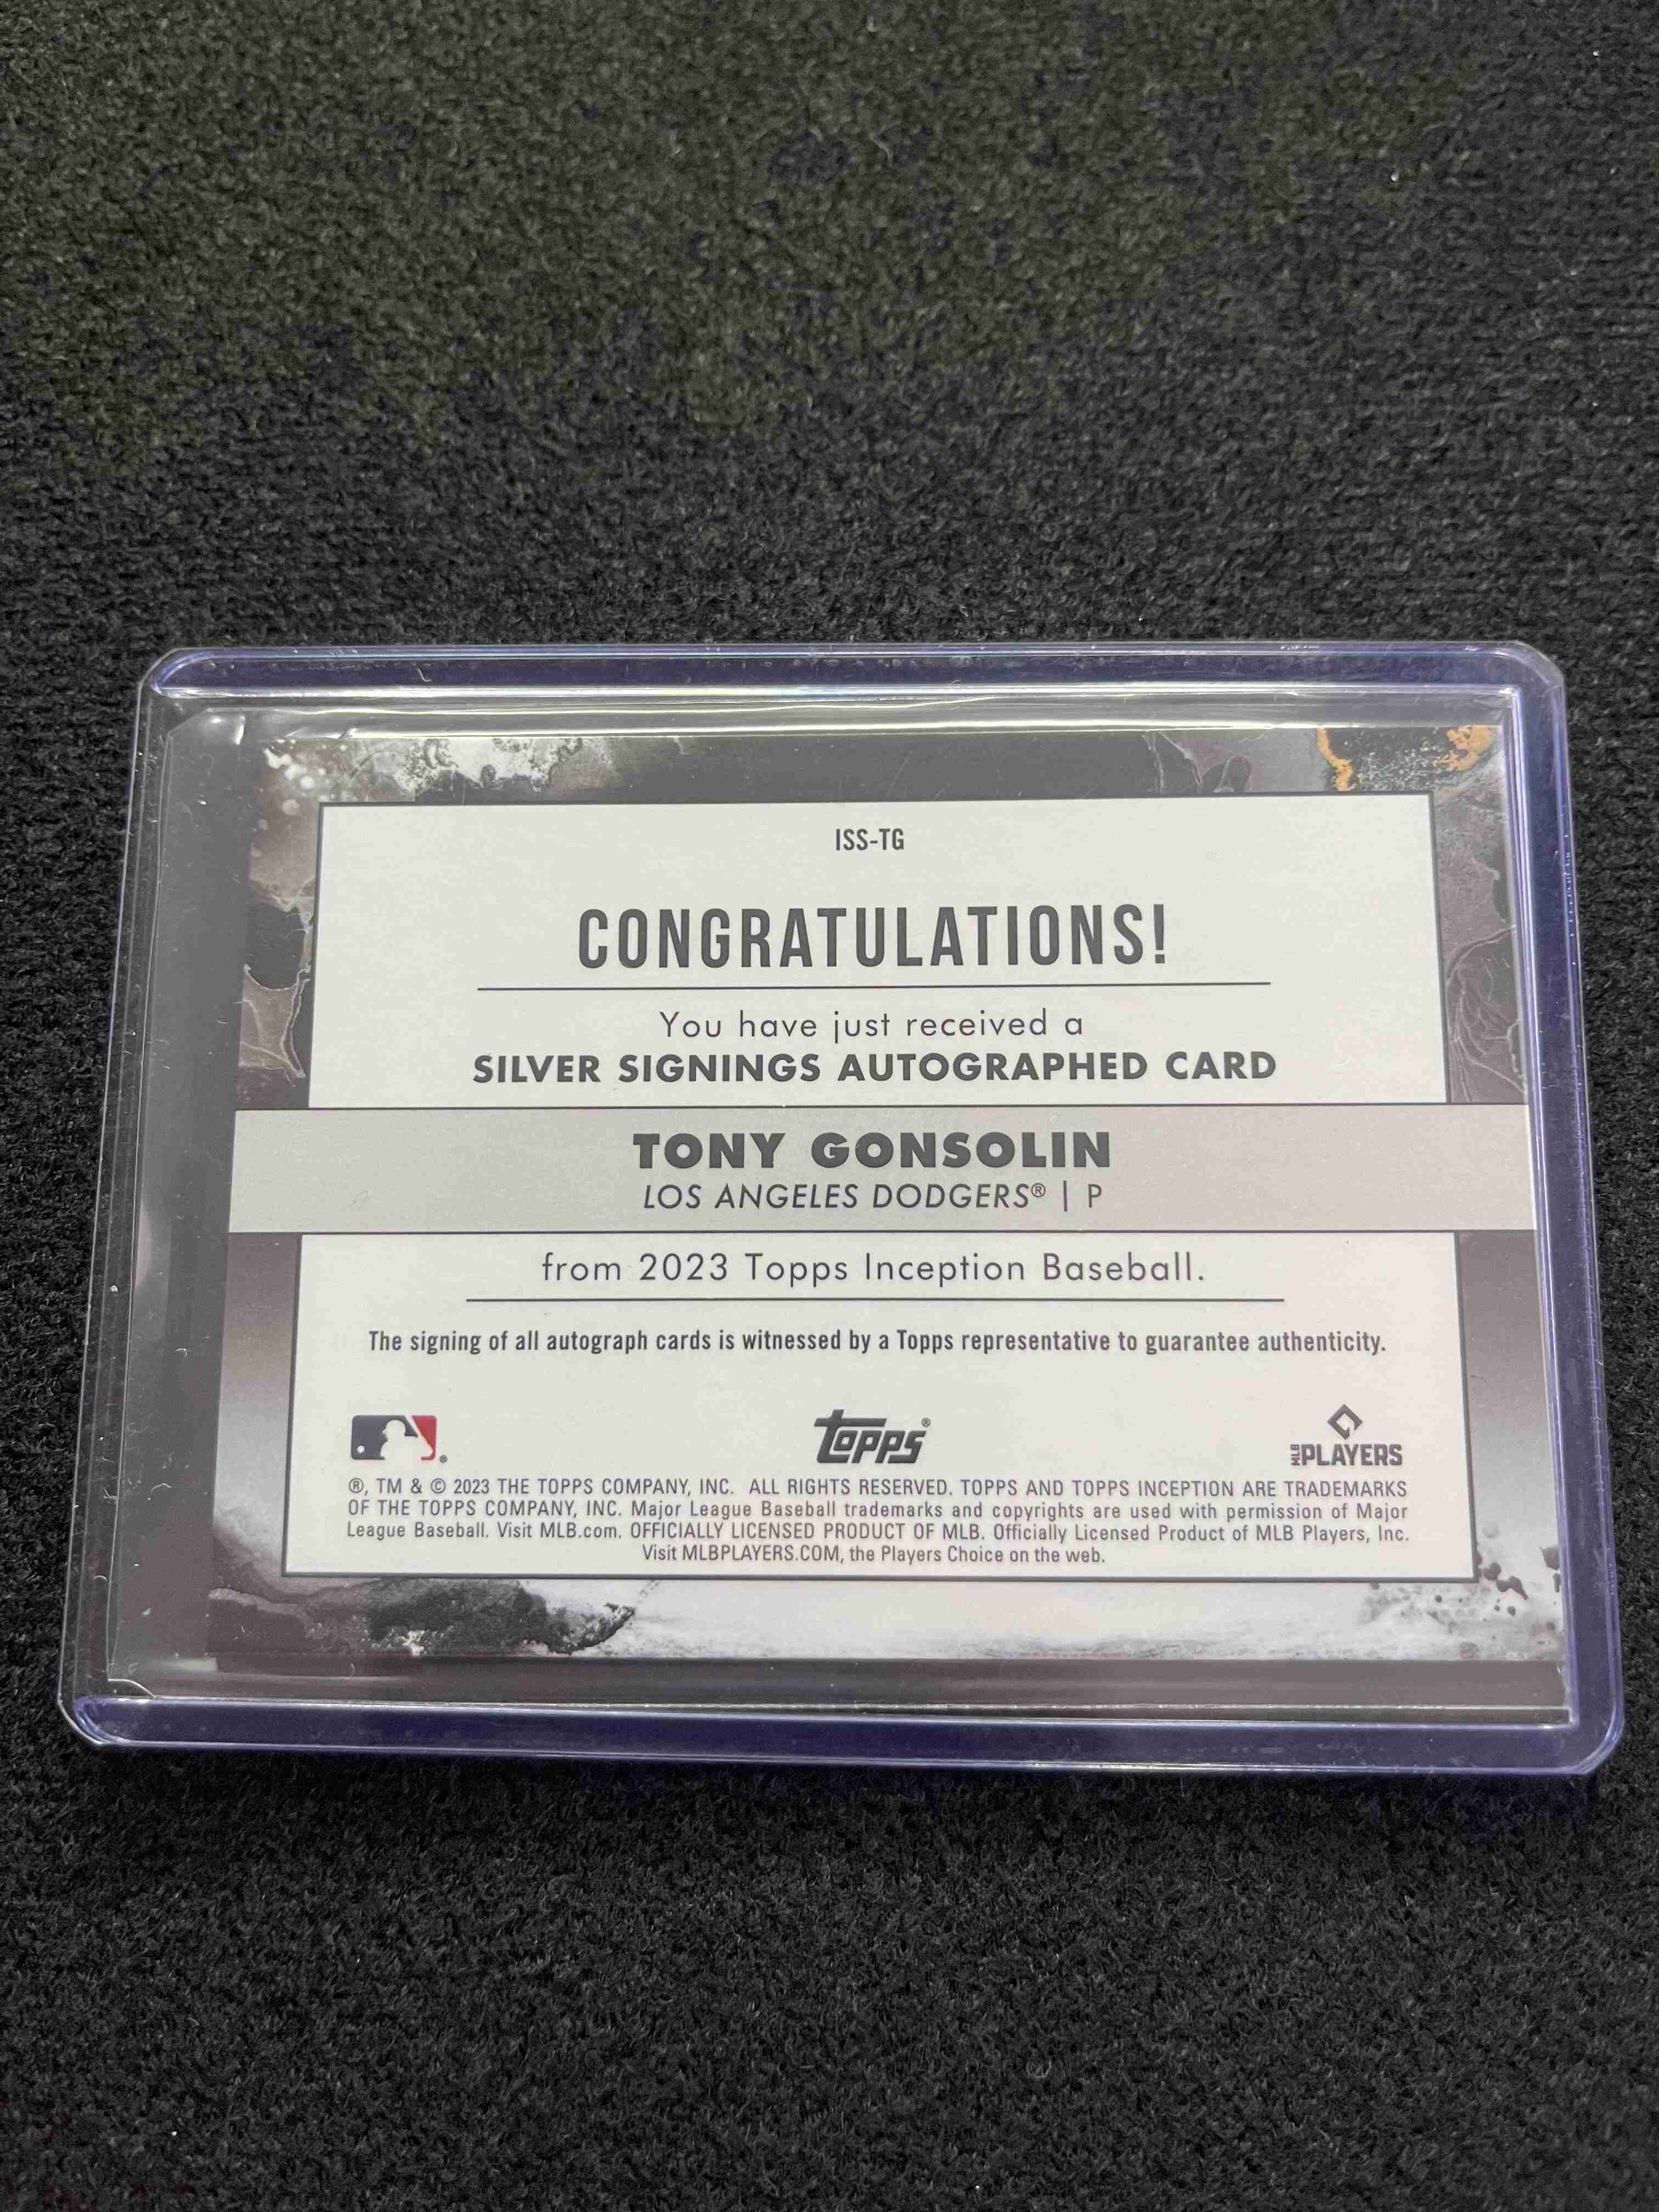 ISS-TG
CONGRATULATIONS!
You have just received a
SILVER SIGNINGS AUTOGRAPHED CARD
TONY GONSOLIN
LOS ANGELES DODGERS® | P
from 2023 Topps Inception Baseball.
The signing of all autograph cards is witnessed by a Topps representative to guarantee authenticity.
®
topps®
MLB PLAYERS
®, TM & © 2023 THE TOPPS COMPANY, INC. ALL RIGHTS RESERVED. TOPPS AND TOPPS INCEPTION ARE TRADEMARKS
OF THE TOPPS COMPANY, INC. Major League Baseball trademarks and copyrights are used with permission of Major
League Baseball. Visit MLB.com. OFFICIALLY LICENSED PRODUCT OF MLB. Officially Licensed Product of MLB Players, Inc.
Visit MLBPLAYERS.COM, the Players Choice on the web.